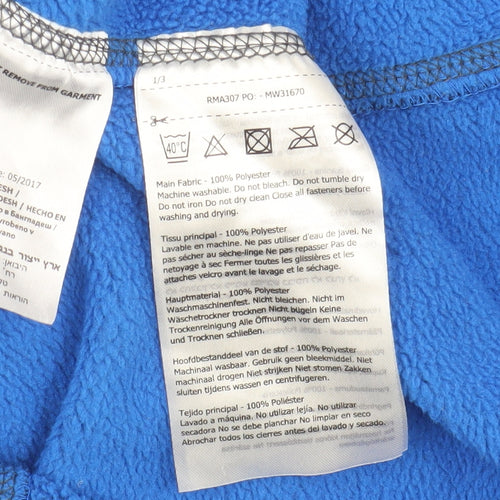 REMOVE FROM GARMENT
05/2017
ESH /
DESH / HECHO EN
в Бангладеш /
ארץ ייצור בנג
רח'
הוראות
1/3
RMA307 PO: - MW31670
40°C
Main Fabric - 100% Polyester
Machine washable. Do not bleach. Do not tumble dry
Do not iron Do not dry clean Close all fasteners before
washing and drying.
Tissu principal - 100% Polyester
Lavable en machine. Ne pas utiliser d'eau de javel. Ne
pas sécher au sèche-linge Ne pas repasser Pas de
netoyage à sec Fermer toutes les glissières et les
attaches velcro avant le lavage et le séchage.
Hauptmaterial - 100% Polyester
Waschmaschinenfest. Nicht bleichen. Nicht im
Waschetrockner trocknen Nicht bügeln Keine
Trockenreinigung Alle Öffnungen vor dem Waschen
und Trocknen schließen.
Hoofdbestanddeel van de stof - 100% Polyester
Machinaal wasbaar. Gebruik geen bleekmiddel. Niet
machinaal drogen Niet strijken Niet stomen Zakken
sluiten tijdens wassen en centrifugeren.
Tejido principal - 100% Poliéster
Lavado a máquina. No utilizar lejía. No utilizar
secadora No se debe planchar No limpiar en seco
Abrochar todos los cierres antes del lavado y secado.